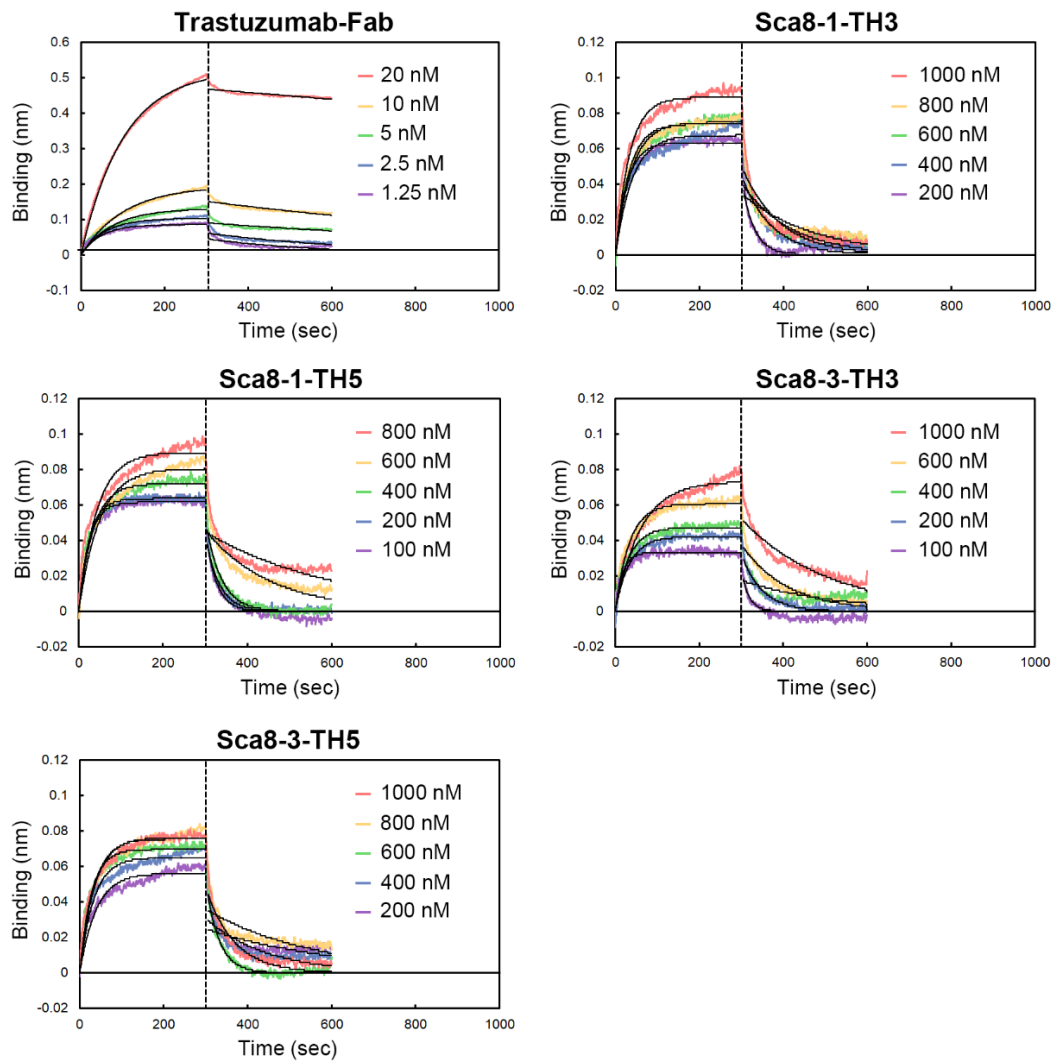 Trastuzumab-Fab
0.6
0.5
0.4
0.3
0.2
0.1
0
-0.1
Binding (nm)
20 nM
10 nM
5 nM
2.5 nM
1.25 nM
0 200 400 600 800 1000
Time (sec)
Sca8-1-TH3
0.12
0.1
0.08
0.06
0.04
0.02
0
-0.02
Binding (nm)
1000 nM
800 nM
600 nM
400 nM
200 nM
0 200 400 600 800 1000
Time (sec)
Sca8-1-TH5
0.12
0.1
0.08
0.06
0.04
0.02
0
-0.02
Binding (nm)
800 nM
600 nM
400 nM
200 nM
100 nM
0 200 400 600 800 1000
Time (sec)
Sca8-3-TH3
0.12
0.1
0.08
0.06
0.04
0.02
0
-0.02
Binding (nm)
1000 nM
600 nM
400 nM
200 nM
100 nM
0 200 400 600 800 1000
Time (sec)
Sca8-3-TH5
0.12
0.1
0.08
0.06
0.04
0.02
0
-0.02
Binding (nm)
1000 nM
800 nM
600 nM
400 nM
200 nM
0 200 400 600 800 1000
Time (sec)